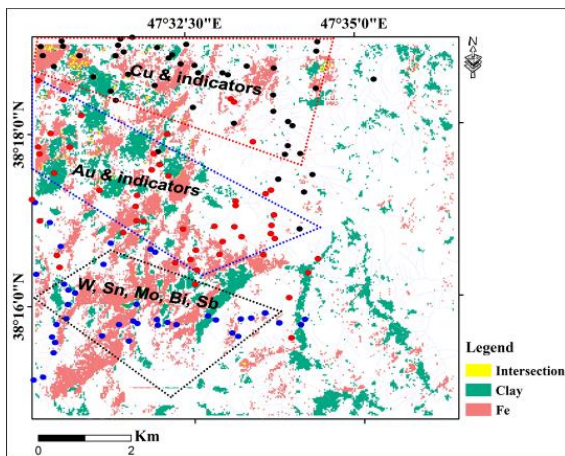 47°32'30"E 47°35'0"E
N
Cu & indicators
38°18'0"N
Au & indicators
W, Sn, Mo, Bi, Sb
38°16'0"N
Legend
Intersection
Clay
Fe
Km
0 2